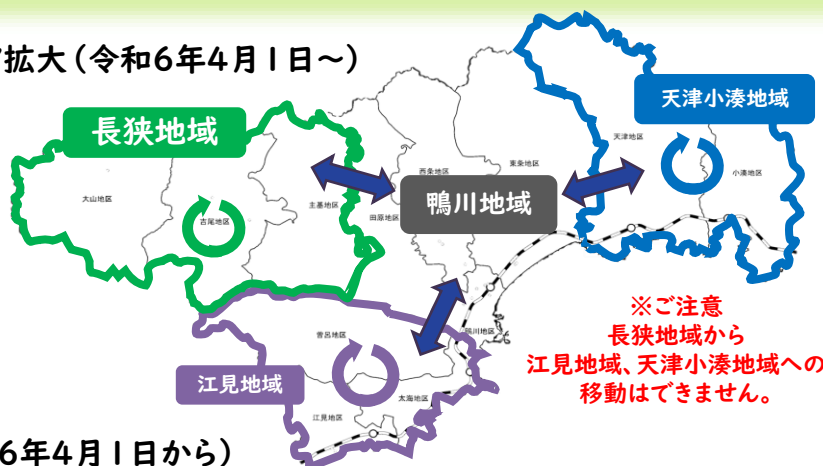 拡大（令和6年4月1日～）
天津小湊地域
長狭地域
天津地区
小湊地区
西条地区
東条地区
大山地区
吉尾地区
主基地区
田原地区
鴨川地域
※ご注意
長狭地域から
江見地域、天津小湊地域への
移動はできません。
曽呂地区
鴨川地区
江見地域
太海地区
江見地区
6年4月1日から）